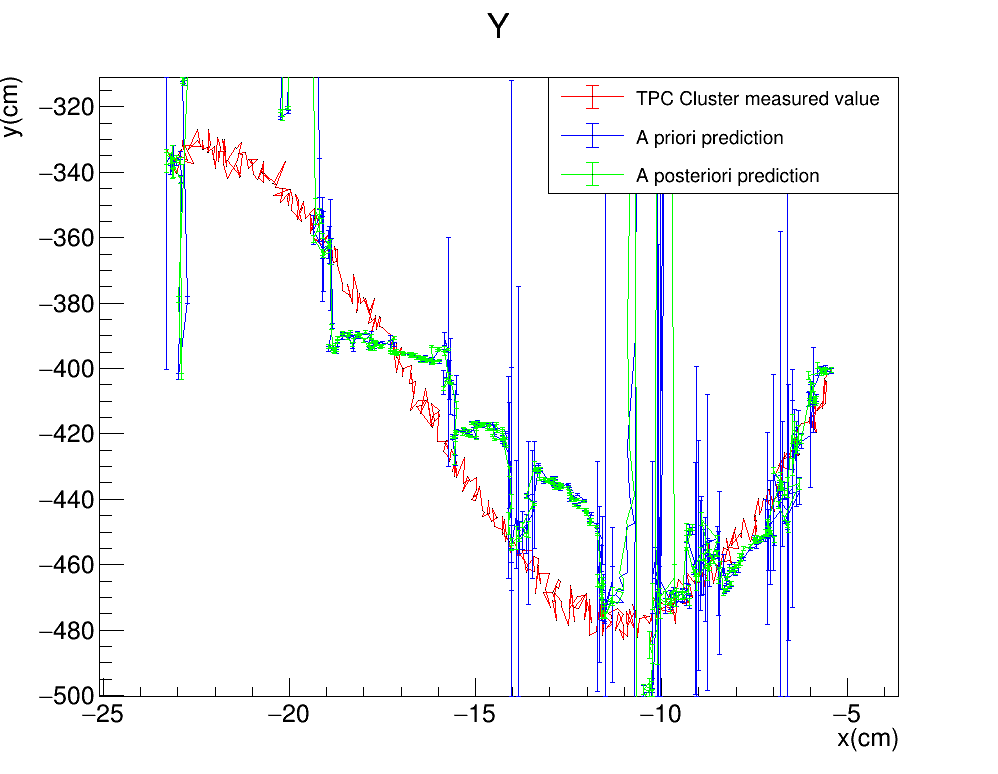 Y
y(cm)
−320
−340
−360
−380
−400
−420
−440
−460
−480
−500
−25
−20
−15
−10
−5
x(cm)
TPC Cluster measured value
A priori prediction
A posteriori prediction